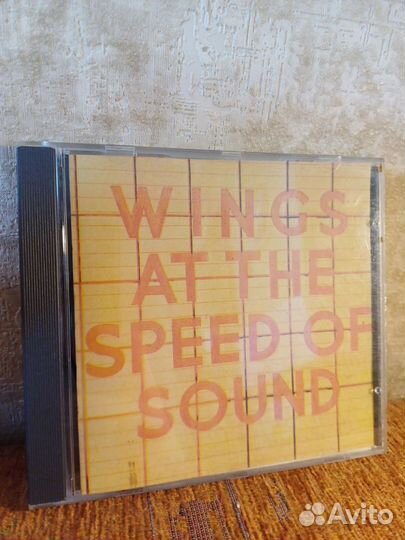 WINGS
AT THE
SPEED OF
SOUND
Avito